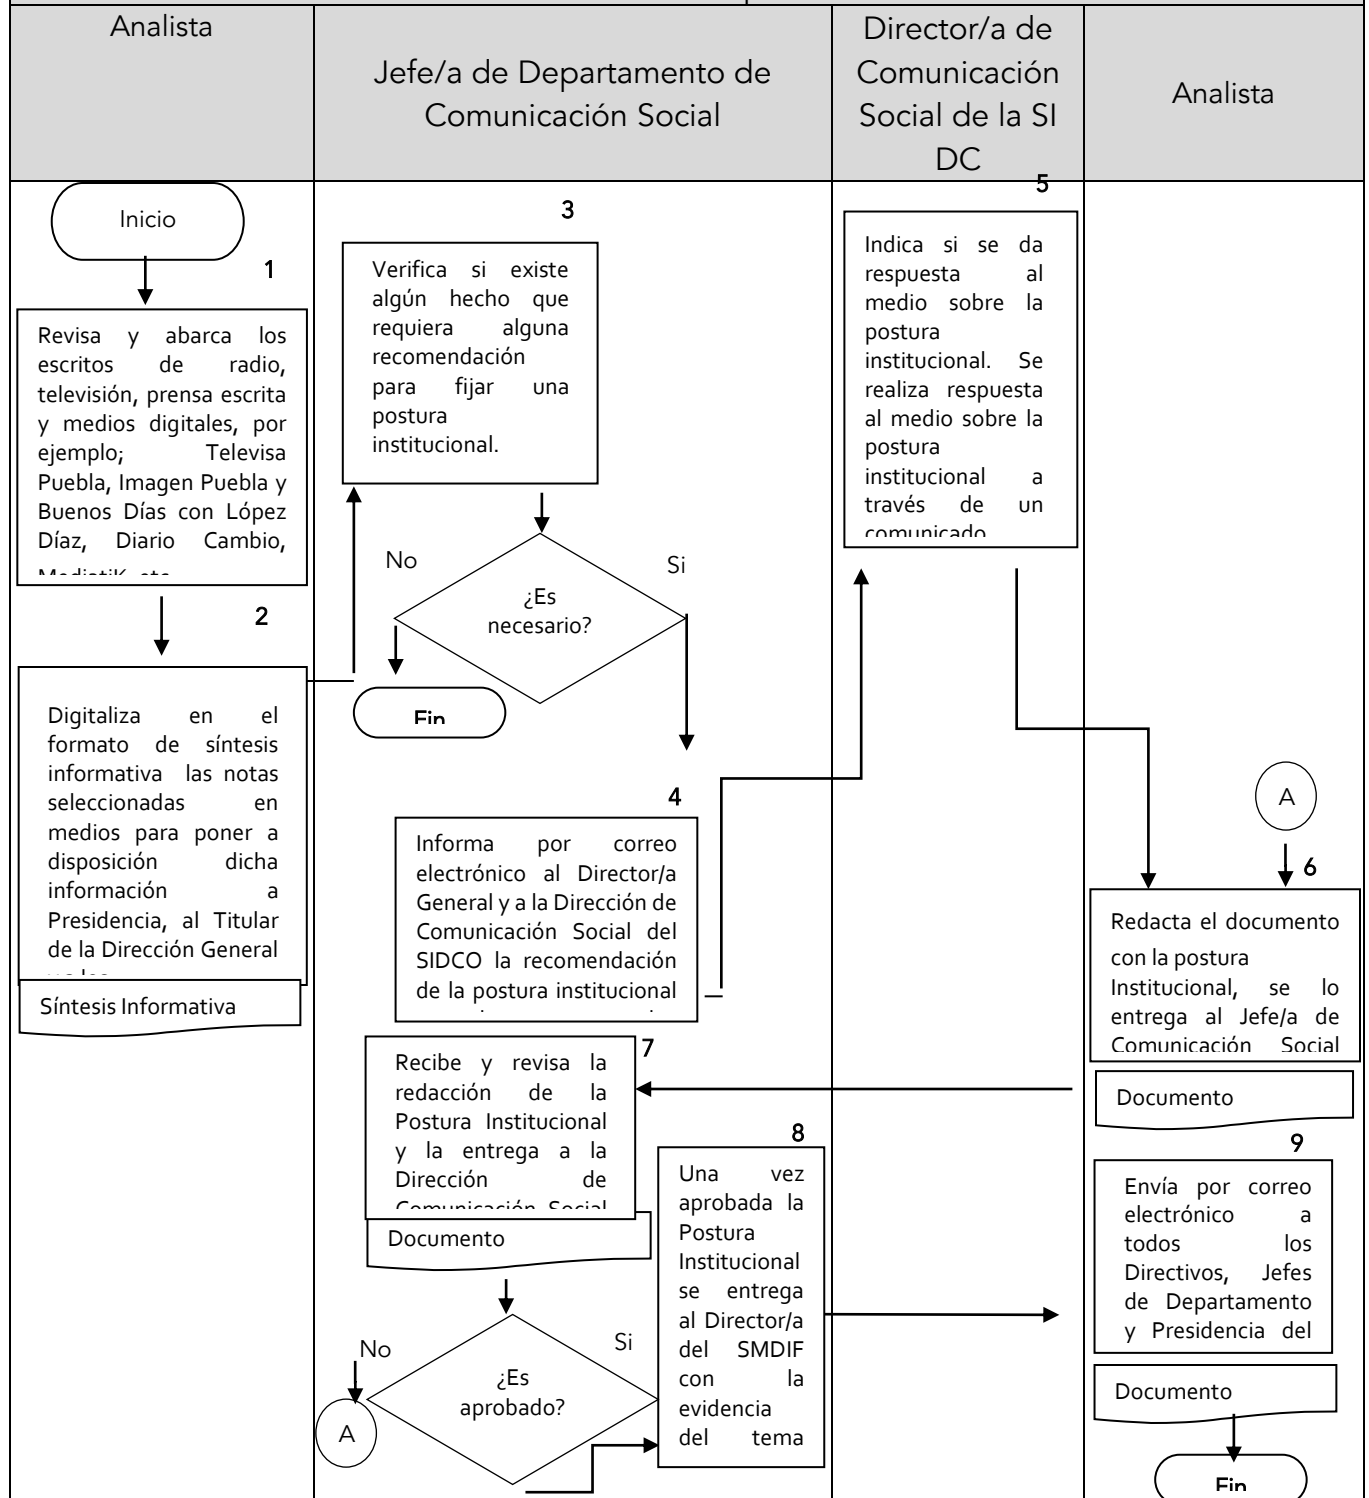 Analista
Jefe/a de Departamento de
Comunicación Social
Director/a de
Comunicación
Social de la SI
DC
Analista
Inicio
1
Revisa y abarca los
escritos de radio,
televisión, prensa escrita
y medios digitales, por
ejemplo; Televisa
Puebla, Imagen Puebla y
Buenos Días con López
Díaz, Diario Cambio,
MediatiK, etc
2
Digitaliza en el
formato de síntesis
informativa las notas
seleccionadas en
medios para poner a
disposición dicha
información a
Presidencia, al Titular
de la Dirección General
Síntesis Informativa
3
Verifica si existe
algún hecho que
requiera alguna
recomendación
para fijar una
postura
institucional.
No
Si
¿Es
necesario?
Fin
4
Informa por correo
electrónico al Director/a
General y a la Dirección de
Comunicación Social del
SIDCO la recomendación
de la postura institucional
5
Indica si se da
respuesta al
medio sobre la
postura
institucional. Se
realiza respuesta
al medio sobre la
postura
institucional a
través de un
comunicado
A
6
Redacta el documento
con la postura
Institucional, se lo
entrega al Jefe/a de
Comunicación Social
Documento
7
Recibe y revisa la
redacción de la
Postura Institucional
y la entrega a la
Dirección de
Comunicación Social
Documento
No
Si
¿Es
aprobado?
A
8
Una vez
aprobada la
Postura
Institucional
se entrega
al Director/a
del SMDIF
con la
evidencia
del tema
9
Envía por correo
electrónico a
todos los
Directivos, Jefes
de Departamento
y Presidencia del
Documento
Fin